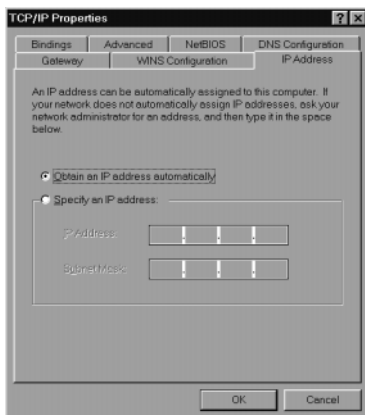 TCP/IP Properties
Bindings Advanced NetBIOS DNS Configuration
Gateway WINS Configuration IP Address
An IP address can be automatically assigned to this computer. If
your network does not automatically assign IP addresses, ask your
network administrator for an address, and then type it in the space
below.
Obtain an IP address automatically
Specify an IP address:
IP Address:
Subnet Mask:
OK Cancel